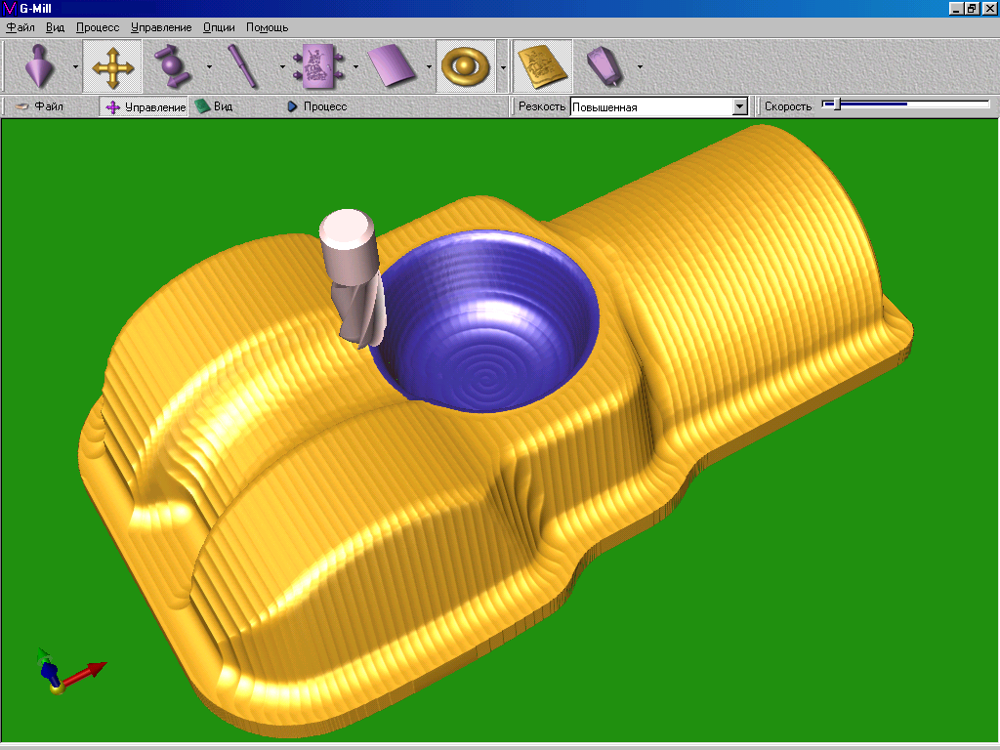 G-Mill
Файл Вид Процесс Управление Опции Помощь
Файл Управление Вид Процесс Резкость Повышенная Скорость